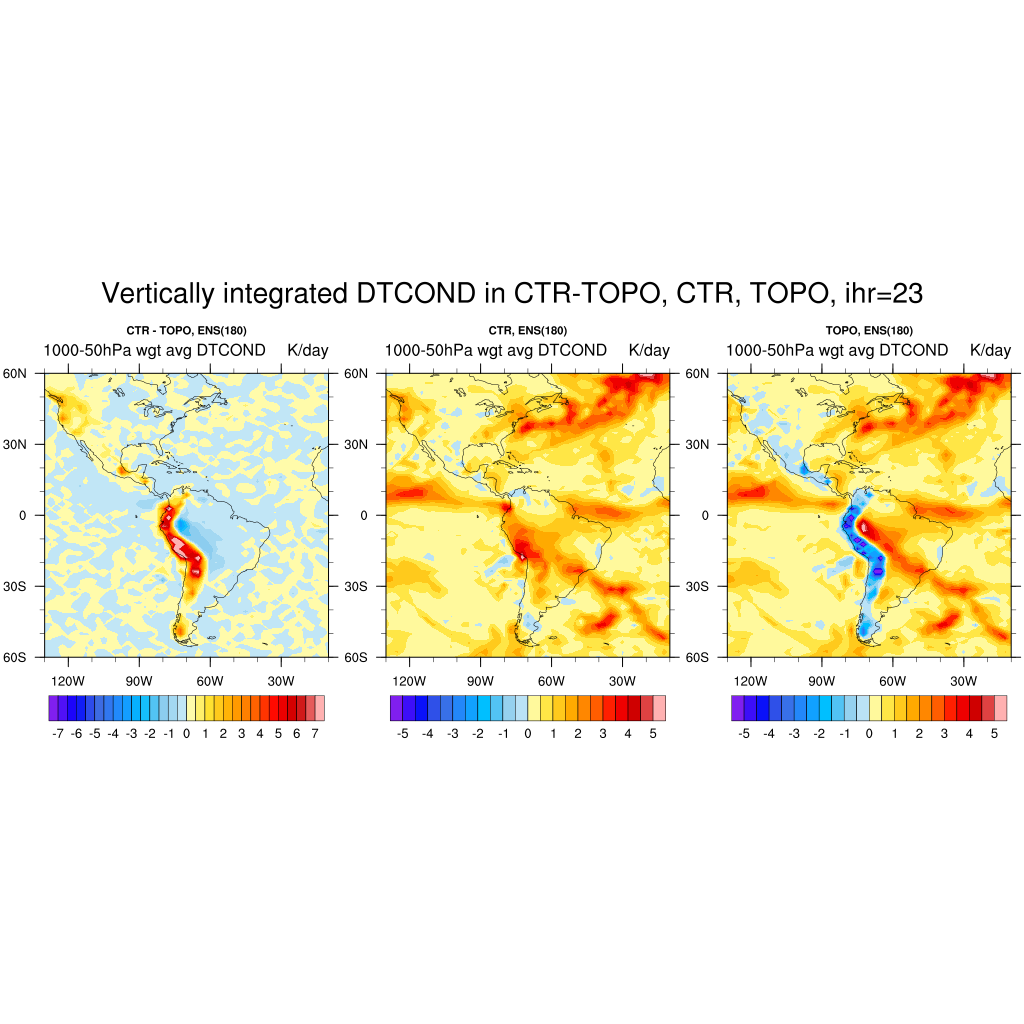 Vertically integrated DTCOND in CTR-TOPO, CTR, TOPO, ihr=23
CTR - TOPO, ENS(180)
1000-50hPa wgt avg DTCOND K/day
60N
30N
0
30S
60S
120W 90W 60W 30W
-7 -6 -5 -4 -3 -2 -1 0 1 2 3 4 5 6 7
CTR, ENS(180)
1000-50hPa wgt avg DTCOND K/day
60N
30N
0
30S
60S
120W 90W 60W 30W
-5 -4 -3 -2 -1 0 1 2 3 4 5
TOPO, ENS(180)
1000-50hPa wgt avg DTCOND K/day
60N
30N
0
30S
60S
120W 90W 60W 30W
-5 -4 -3 -2 -1 0 1 2 3 4 5